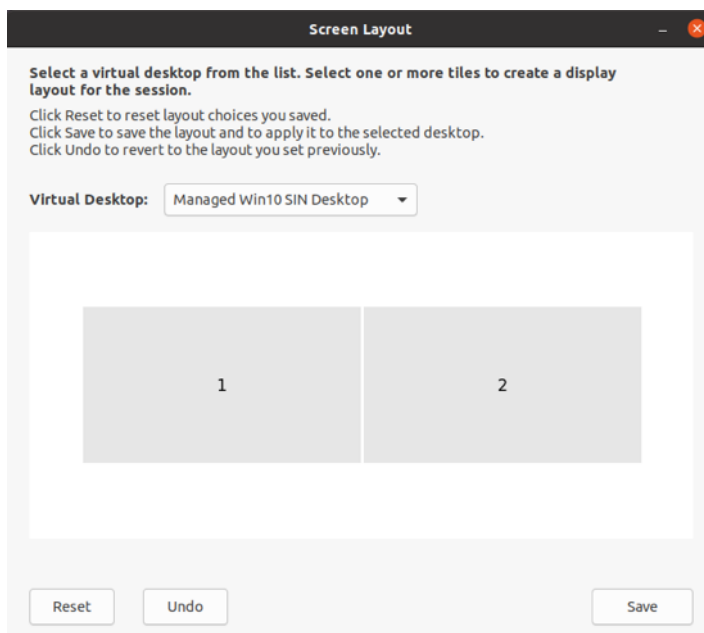 Screen Layout
Select a virtual desktop from the list. Select one or more tiles to create a display
layout for the session.
Click Reset to reset layout choices you saved.
Click Save to save the layout and to apply it to the selected desktop.
Click Undo to revert to the layout you set previously.
Virtual Desktop: Managed Win10 SIN Desktop
1 2
Reset Undo Save